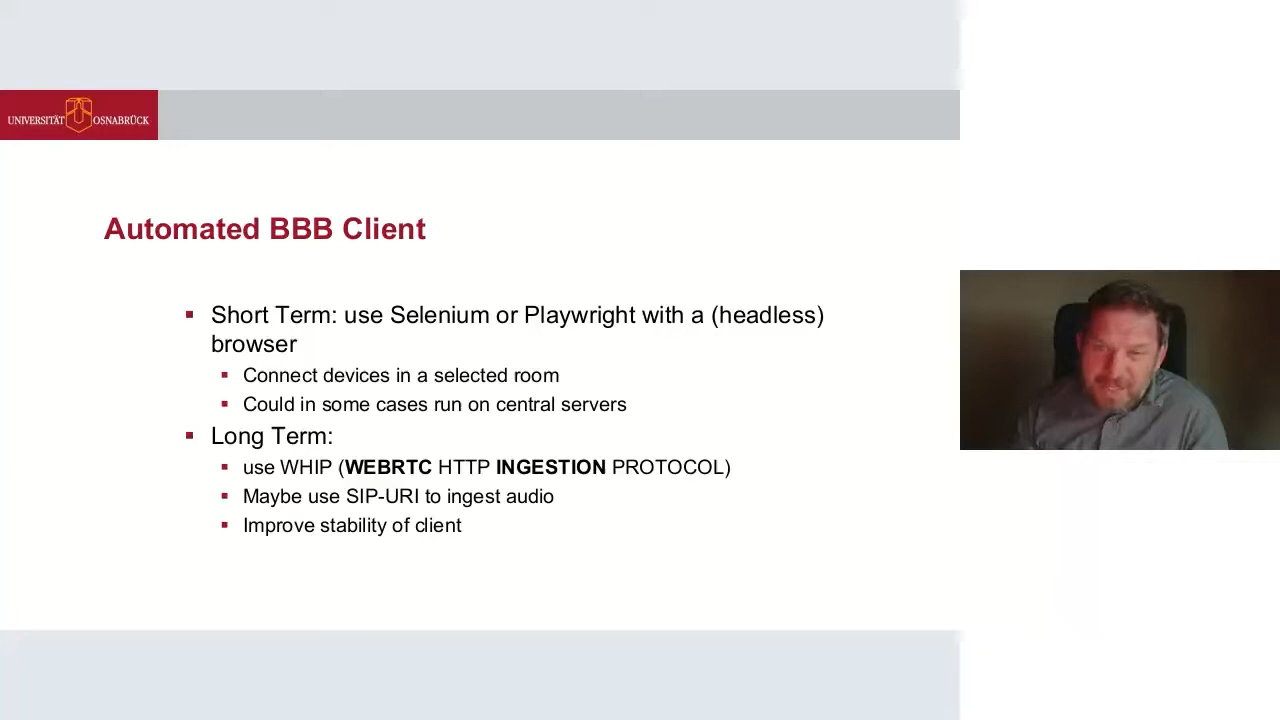 UNIVERSITÄT OSNABRÜCK
Automated BBB Client
Short Term: use Selenium or Playwright with a (headless)
browser
Connect devices in a selected room
Could in some cases run on central servers
Long Term:
use WHIP (WEBRTC HTTP INGESTION PROTOCOL)
Maybe use SIP-URI to ingest audio
Improve stability of client